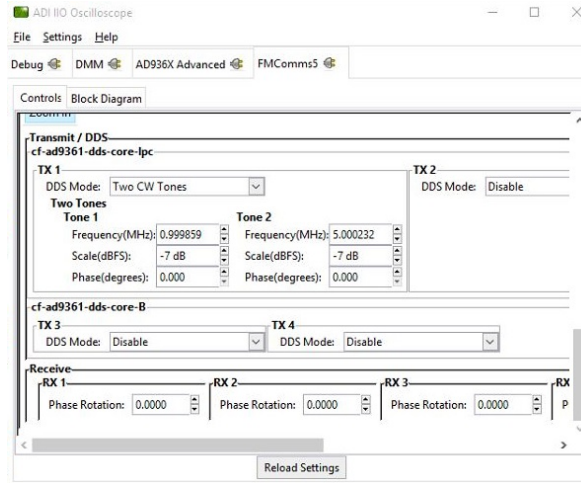 ADI IIO Oscilloscope
File Settings Help
Debug DMM AD936X Advanced FMComms5
Controls Block Diagram
Zoom In
Transmit / DDS
cf-ad9361-dds-core-lpc
TX 1 TX 2
DDS Mode: Two CW Tones DDS Mode: Disable
Two Tones
Tone 1 Tone 2
Frequency(MHz): 0.999859 Frequency(MHz): 5.000232
Scale(dBFS): -7 dB Scale(dBFS): -7 dB
Phase(degrees): 0.000 Phase(degrees): 0.000
cf-ad9361-dds-core-B
TX 3 TX 4
DDS Mode: Disable DDS Mode: Disable
Receive
RX 1 RX 2 RX 3 RX
Phase Rotation: 0.0000 Phase Rotation: 0.0000 Phase Rotation: 0.0000 P
Reload Settings